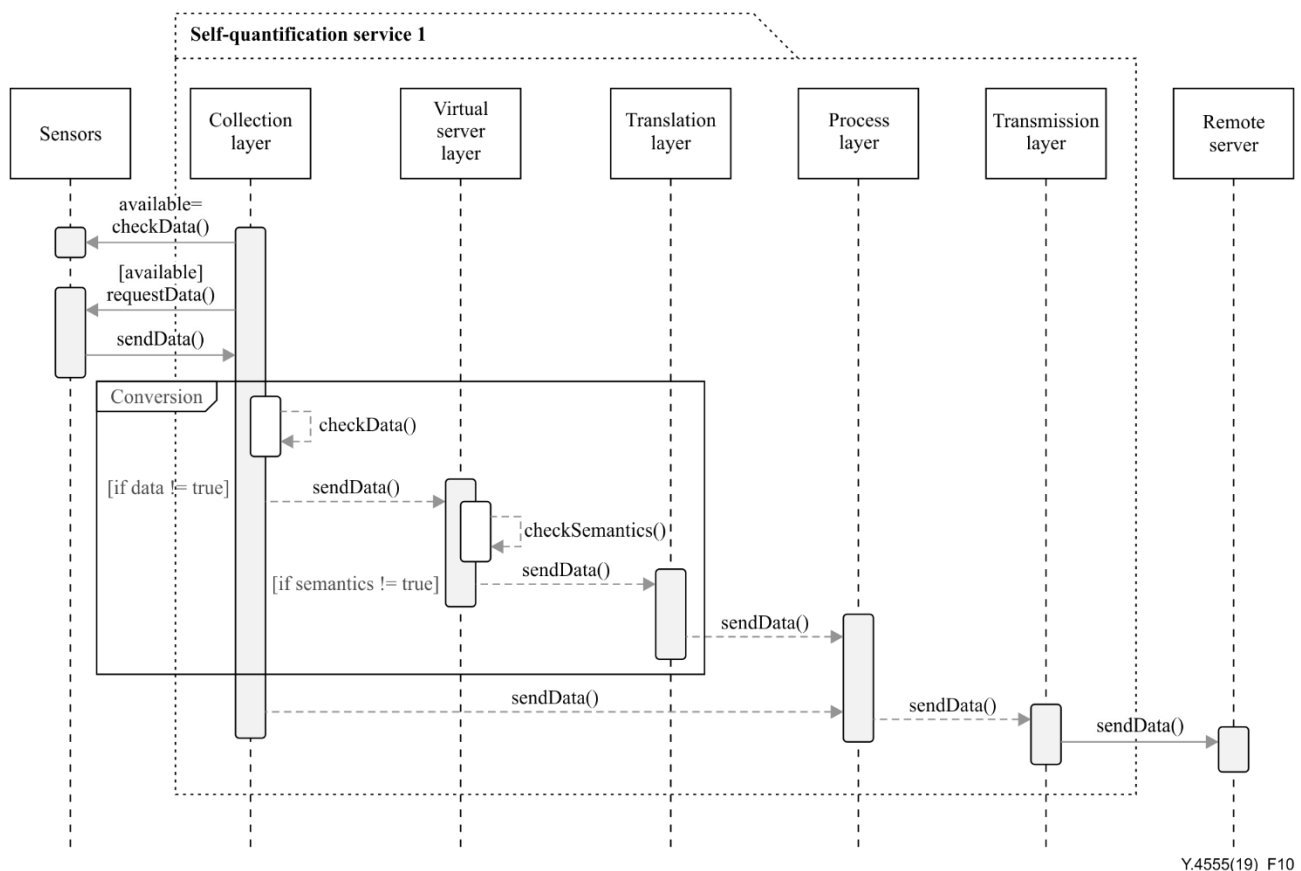 Self-quantification service 1
Sensors
Collection
layer
Virtual
server
layer
Translation
layer
Process
layer
Transmission
layer
Remote
server
available=
checkData()
[available]
requestData()
sendData()
Conversion
checkData()
[if data != true]
sendData()
checkSemantics()
[if semantics != true]
sendData()
sendData()
sendData()
sendData()
sendData()
Y.4555(19)_F10